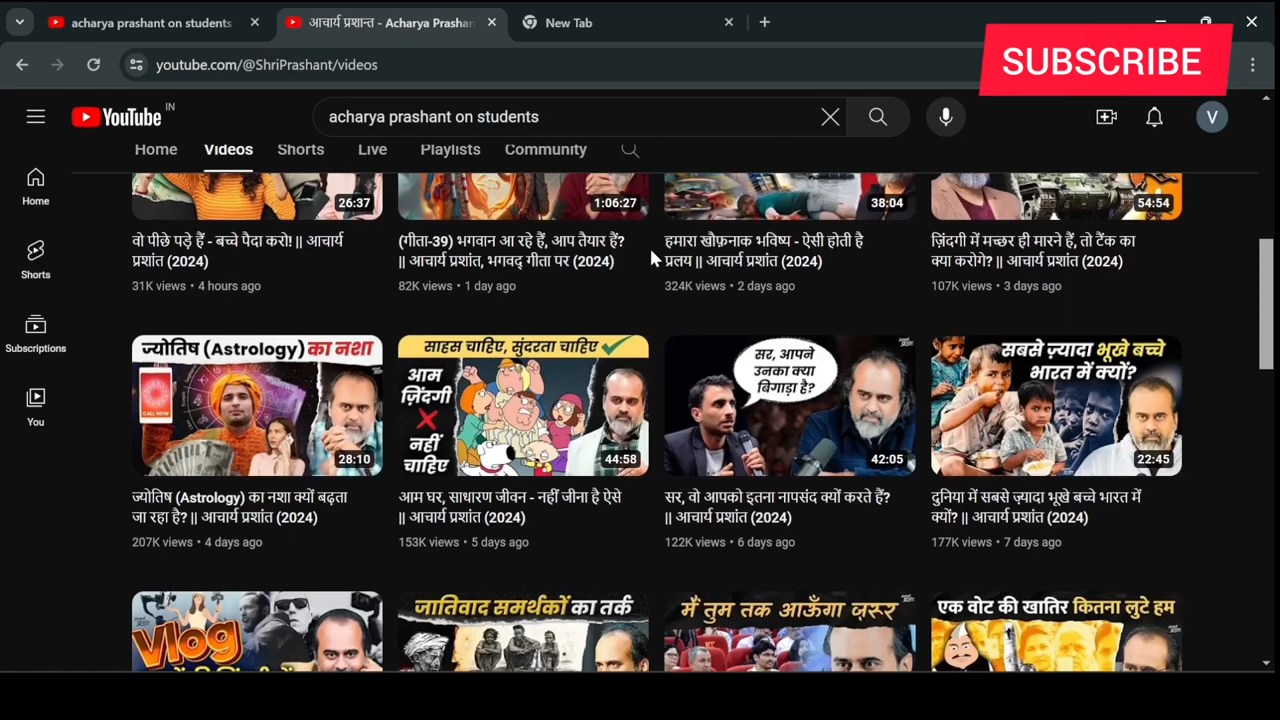 acharya prashant on students
आचार्य प्रशान्त - Acharya Prashan
New Tab
youtube.com/@ShriPrashant/videos
SUBSCRIBE
YouTube IN
acharya prashant on students
V
Home Videos Shorts Live Playlists Community
Home
Shorts
Subscriptions
You
26:37
1:06:27
38:04
54:54
वो पीछे पड़े हैं - बच्चे पैदा करो! || आचार्य
प्रशांत (2024)
31K views • 4 hours ago
(गीता-39) भगवान आ रहे हैं, आप तैयार हैं?
|| आचार्य प्रशांत, भगवद् गीता पर (2024)
82K views • 1 day ago
हमारा खौफ़नाक भविष्य - ऐसी होती है
प्रलय || आचार्य प्रशांत (2024)
324K views • 2 days ago
ज़िंदगी में मच्छर ही मारने हैं, तो टैंक का
क्या करोगे? || आचार्य प्रशांत (2024)
107K views • 3 days ago
ज्योतिष (Astrology) का नशा
CALL NOW
28:10
साहस चाहिए, सुंदरता चाहिए
आम
ज़िंदगी
नहीं
चाहिए
44:58
सर, आपने
उनका क्या
बिगाड़ा है?
42:05
सबसे ज़्यादा भूखे बच्चे
भारत में क्यों?
22:45
ज्योतिष (Astrology) का नशा क्यों बढ़ता
जा रहा है? || आचार्य प्रशांत (2024)
207K views • 4 days ago
आम घर, साधारण जीवन - नहीं जीना है ऐसे
|| आचार्य प्रशांत (2024)
153K views • 5 days ago
सर, वो आपको इतना नापसंद क्यों करते हैं?
|| आचार्य प्रशांत (2024)
122K views • 6 days ago
दुनिया में सबसे ज़्यादा भूखे बच्चे भारत में
क्यों? || आचार्य प्रशांत (2024)
177K views • 7 days ago
Vlog
जातिवाद समर्थकों का तर्क
मैं तुम तक आऊँगा ज़रूर
एक वोट की खातिर कितना लुटे हम